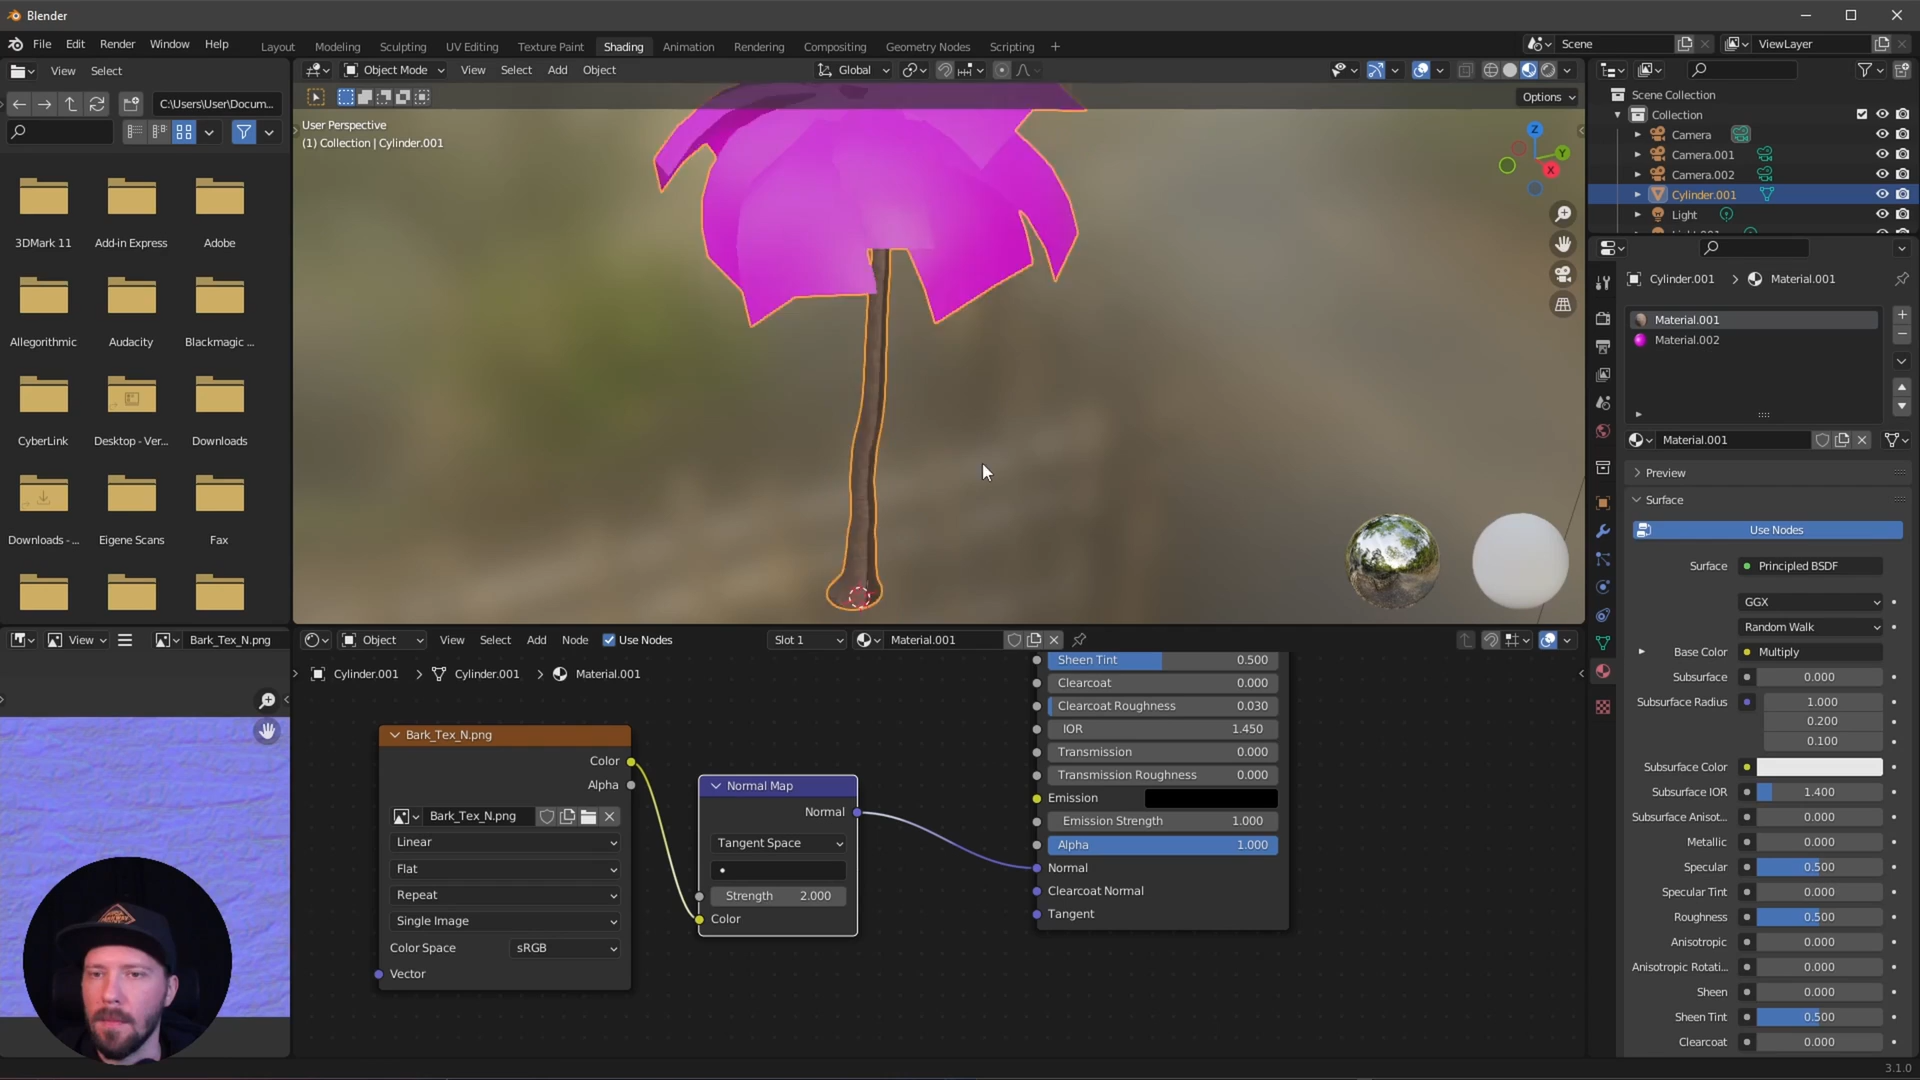 Blender
File Edit Render Window Help
Layout Modeling Sculpting UV Editing Texture Paint Shading Animation Rendering Compositing Geometry Nodes Scripting +
Scene
ViewLayer
View Select
Object Mode View Select Add Object
Global
C:\Users\User\Docum...
Options
User Perspective
(1) Collection | Cylinder.001
Z
Y
X
3DMark 11 Add-in Express Adobe
Allegorithmic Audacity Blackmagic ...
CyberLink Desktop - Ver... Downloads
Downloads - ... Eigene Scans Fax
Scene Collection
Collection
Camera
Camera.001
Camera.002
Cylinder.001
Light
Cylinder.001 > Material.001
Material.001
Material.002
Material.001
Preview
Surface
Use Nodes
Surface Principled BSDF
GGX
Random Walk
Base Color Multiply
Subsurface 0.000
Subsurface Radius 1.000
0.200
0.100
Subsurface Color
Subsurface IOR 1.400
Subsurface Anisot... 0.000
Metallic 0.000
Specular 0.500
Specular Tint 0.000
Roughness 0.500
Anisotropic 0.000
Anisotropic Rotati... 0.000
Sheen 0.000
Sheen Tint 0.500
Clearcoat 0.000
3.1.0
View Bark_Tex_N.png
Object View Select Add Node Use Nodes Slot 1 Material.001
Cylinder.001 > Cylinder.001 > Material.001
Bark_Tex_N.png
Color
Alpha
Bark_Tex_N.png
Linear
Flat
Repeat
Single Image
Color Space sRGB
Vector
Normal Map
Normal
Tangent Space
Strength 2.000
Color
Sheen Tint 0.500
Clearcoat 0.000
Clearcoat Roughness 0.030
IOR 1.450
Transmission 0.000
Transmission Roughness 0.000
Emission
Emission Strength 1.000
Alpha 1.000
Normal
Clearcoat Normal
Tangent